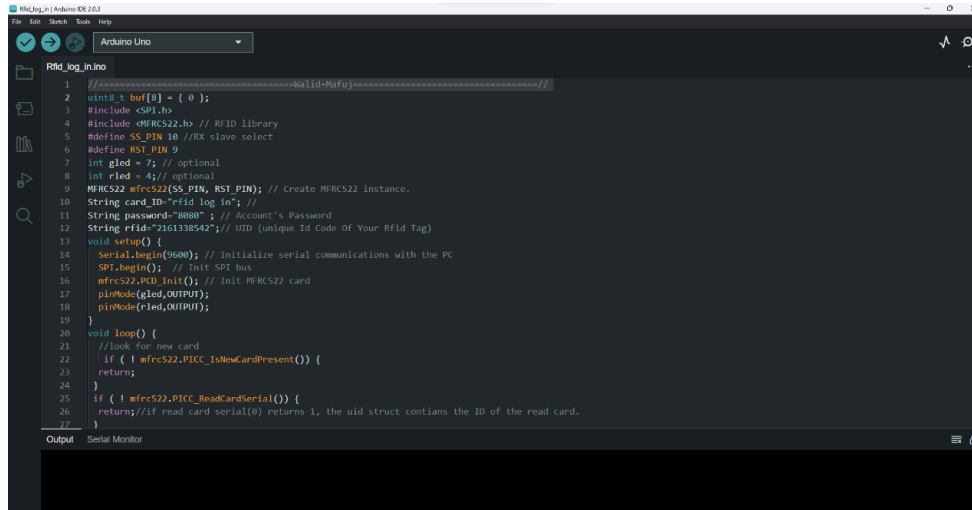 Rfid_log_in | Arduino IDE 2.0.3
File Edit Sketch Tools Help
Arduino Uno
Rfid_log_in.ino
1 //=====================================Walid•Mafuj=================================//
2 uint8_t buf[8] = { 0 };
3 #include <SPI.h>
4 #include <MFRC522.h> // RFID library
5 #define SS_PIN 10 //RX slave select
6 #define RST_PIN 9
7 int gled = 7; // optional
8 int rled = 4;// optional
9 MFRC522 mfrc522(SS_PIN, RST_PIN); // Create MFRC522 instance.
10 String card_ID="rfid log in"; //
11 String password="8080" ; // Account's Password
12 String rfid="2161338542";// UID (unique Id Code Of Your Rfid Tag)
13 void setup() {
14 Serial.begin(9600); // Initialize serial communications with the PC
15 SPI.begin(); // Init SPI bus
16 mfrc522.PCD_Init(); // Init MFRC522 card
17 pinMode(gled,OUTPUT);
18 pinMode(rled,OUTPUT);
19 }
20 void loop() {
21 //look for new card
22 if ( ! mfrc522.PICC_IsNewCardPresent()) {
23 return;
24 }
25 if ( ! mfrc522.PICC_ReadCardSerial()) {
26 return;//if read card serial(0) returns 1, the uid struct contians the ID of the read card.
27 }
Output Serial Monitor